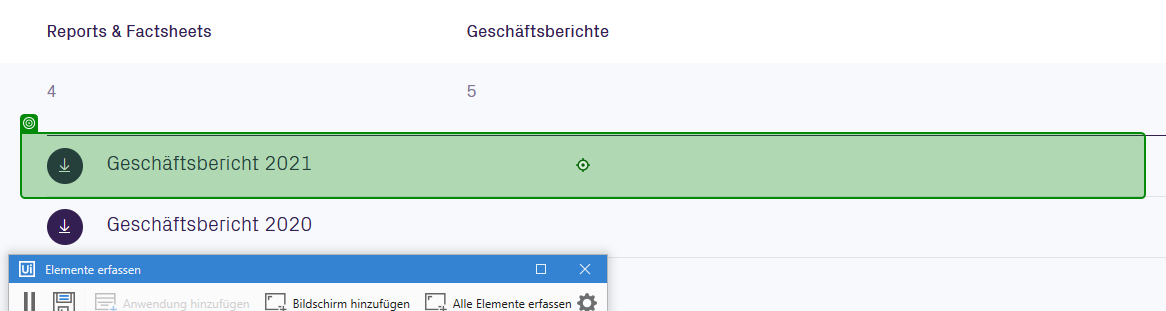 Reports & Factsheets Geschäftsberichte
4 5
Geschäftsbericht 2021
Geschäftsbericht 2020
Ui Elemente erfassen
Anwendung hinzufügen Bildschirm hinzufügen Alle Elemente erfassen